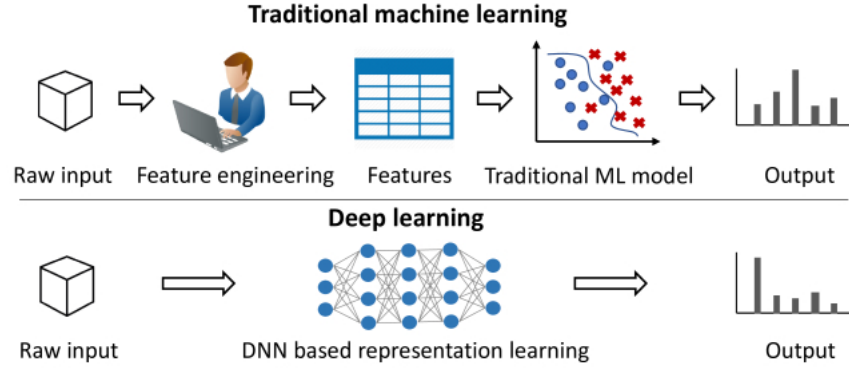 Traditional machine learning
Raw input
Feature engineering
Features
Traditional ML model
Output
Deep learning
Raw input
DNN based representation learning
Output